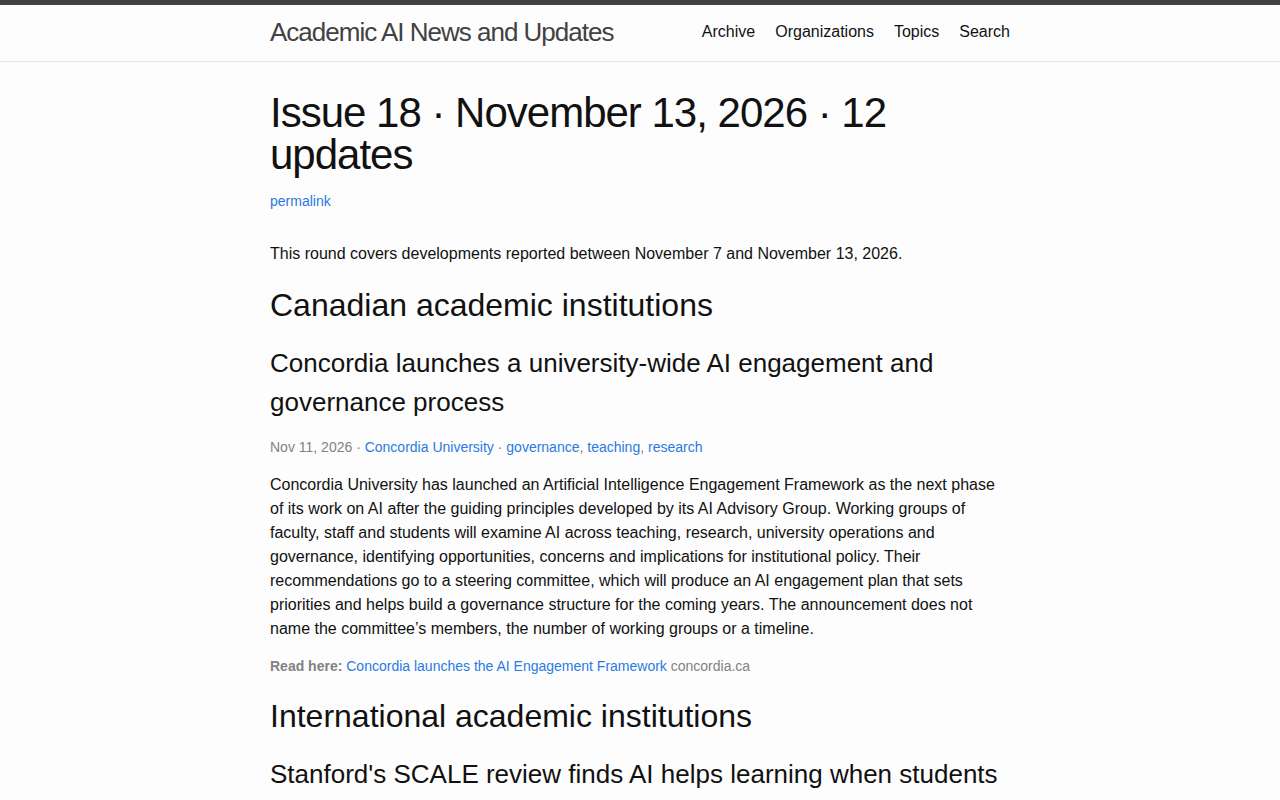 Academic AI News and Updates
Archive Organizations Topics Search
Issue 18 · November 13, 2026 · 12
updates
permalink
This round covers developments reported between November 7 and November 13, 2026.
Canadian academic institutions
Concordia launches a university-wide AI engagement and
governance process
Nov 11, 2026 · Concordia University · governance, teaching, research
Concordia University has launched an Artificial Intelligence Engagement Framework as the next phase
of its work on AI after the guiding principles developed by its AI Advisory Group. Working groups of
faculty, staff and students will examine AI across teaching, research, university operations and
governance, identifying opportunities, concerns and implications for institutional policy. Their
recommendations go to a steering committee, which will produce an AI engagement plan that sets
priorities and helps build a governance structure for the coming years. The announcement does not
name the committee’s members, the number of working groups or a timeline.
Read here: Concordia launches the AI Engagement Framework concordia.ca
International academic institutions
Stanford's SCALE review finds AI helps learning when students